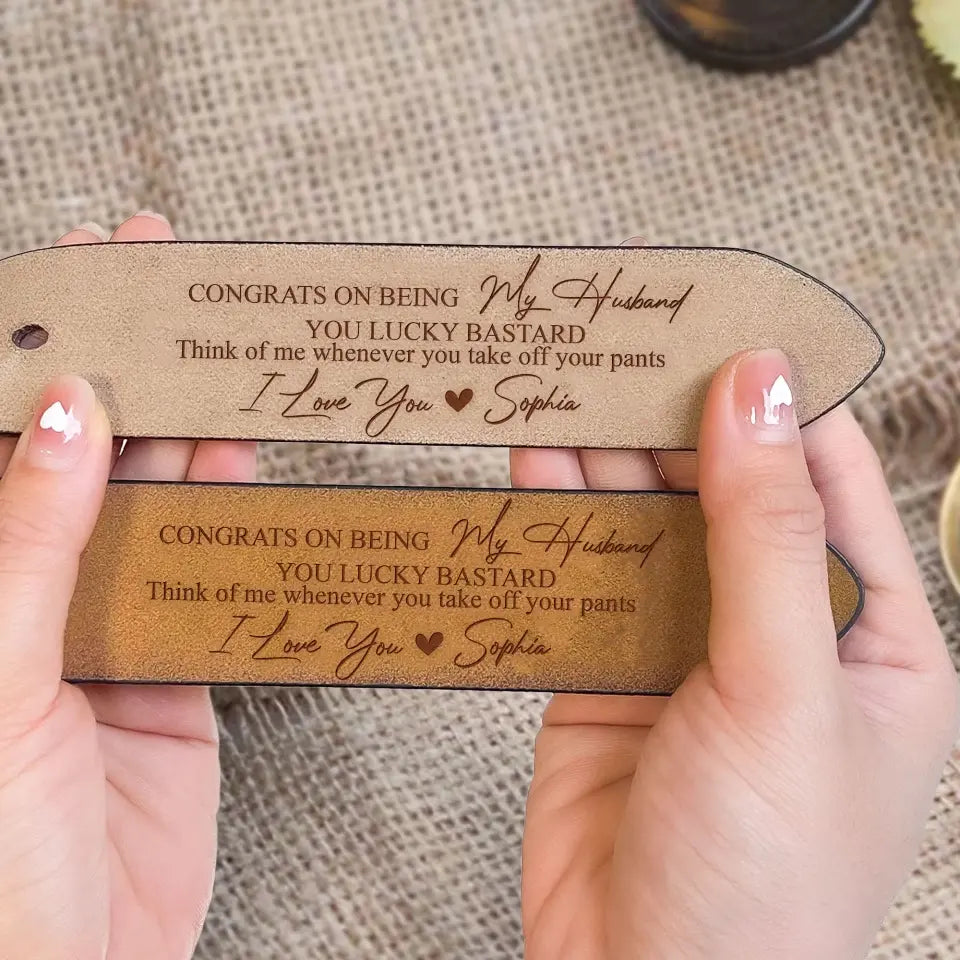 CONGRATS ON BEING My Husband
YOU LUCKY BASTARD
Think of me whenever you take off your pants
I Love You ♥ Sophia
CONGRATS ON BEING My Husband
YOU LUCKY BASTARD
Think of me whenever you take off your pants
I Love You ♥ Sophia